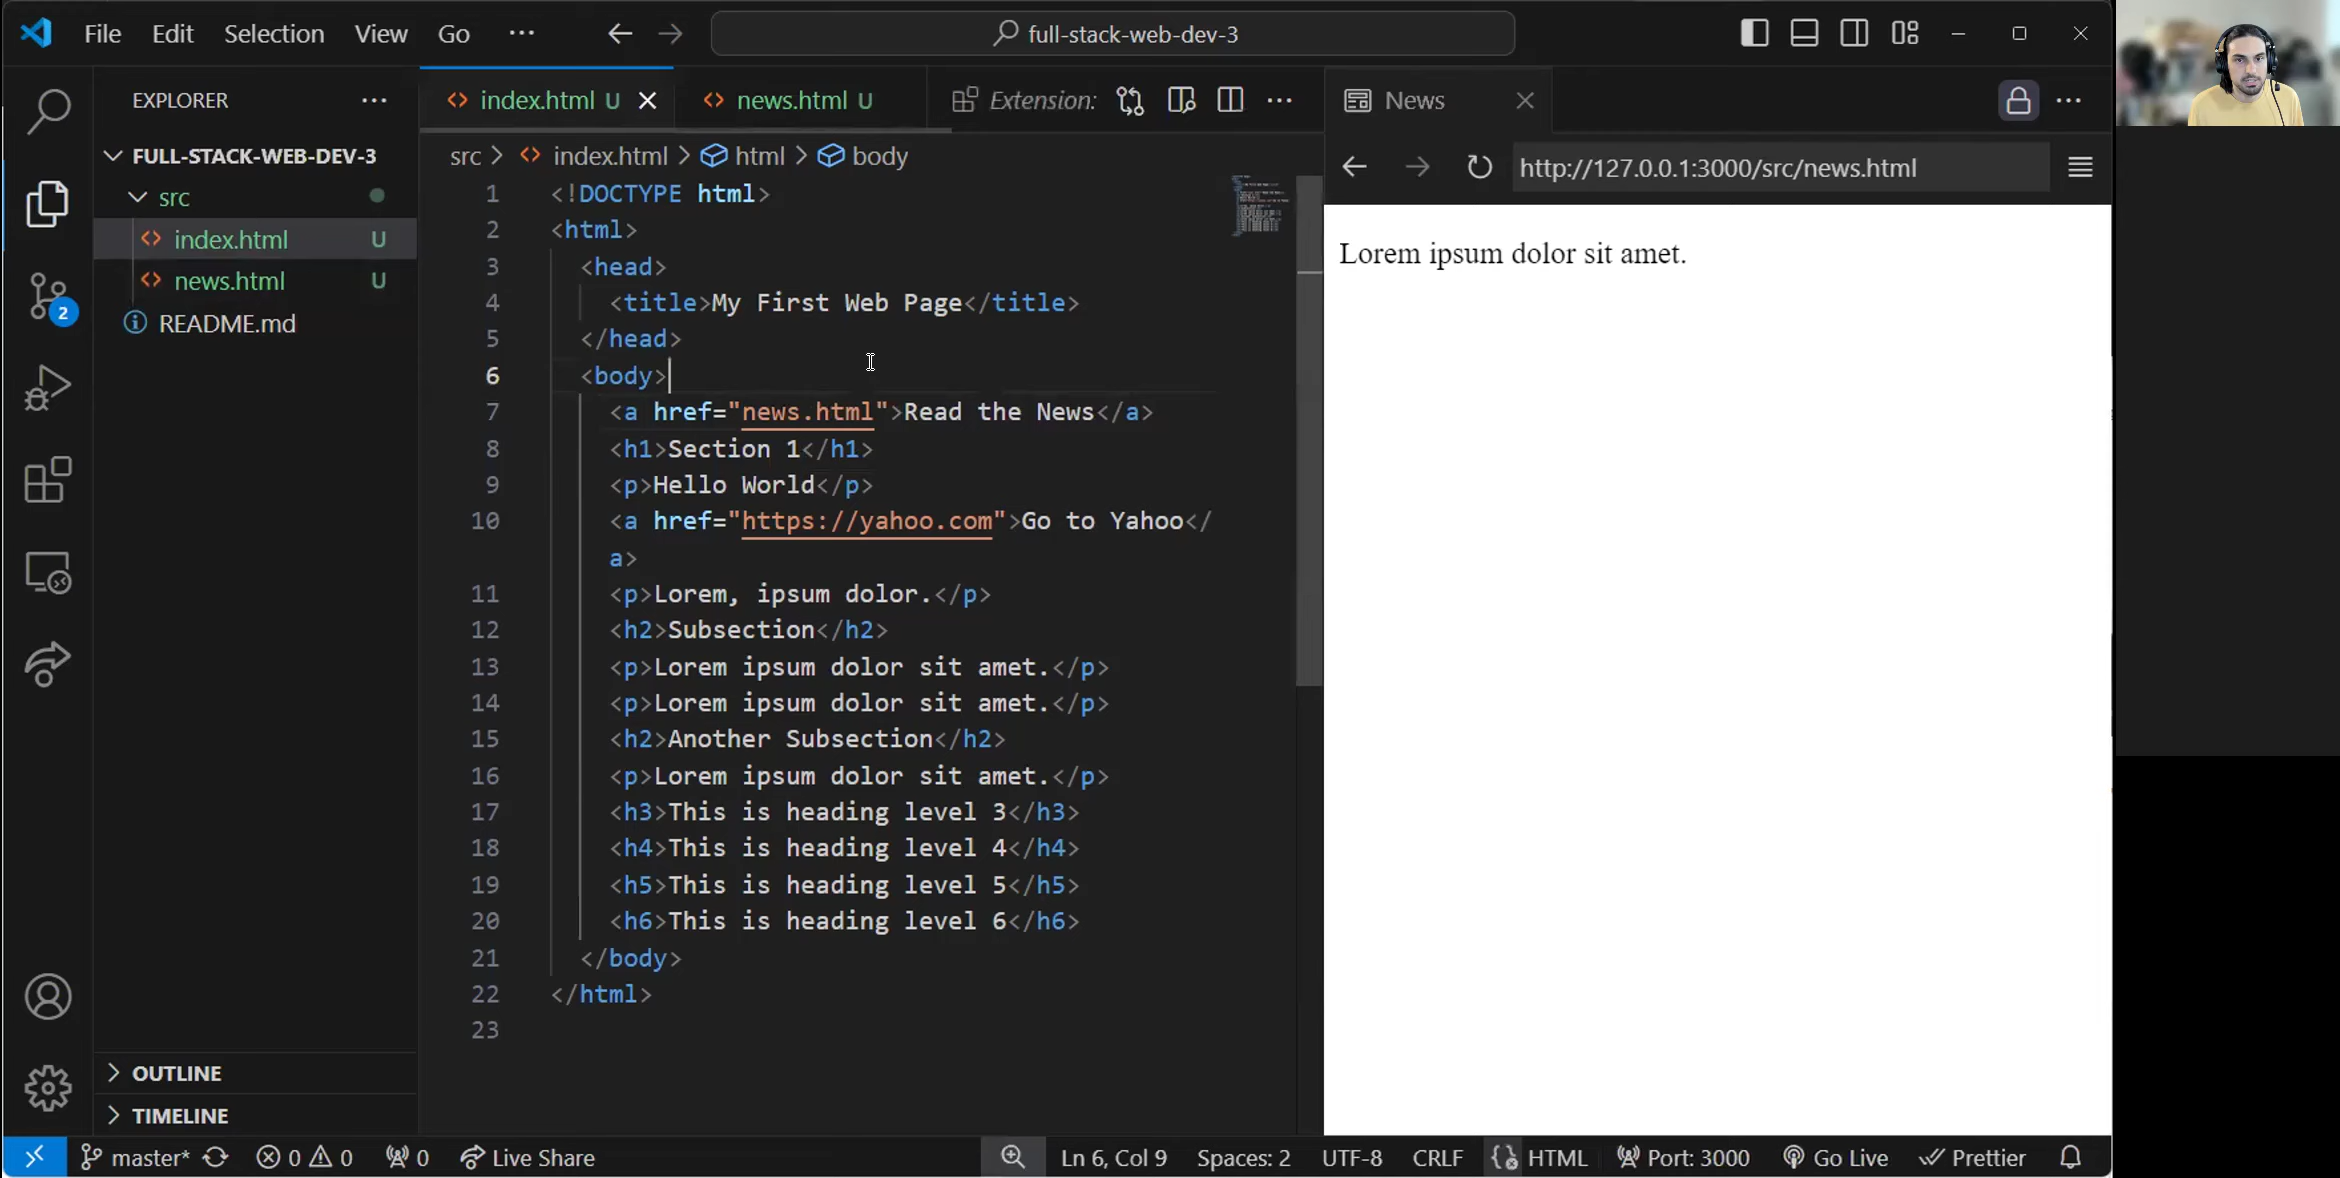 File Edit Selection View Go ··· full-stack-web-dev-3
EXPLORER ···
FULL-STACK-WEB-DEV-3
src
index.html U
news.html U
README.md
2
OUTLINE
TIMELINE
index.html U news.html U Extension: ···
src > index.html > html > body
1 <!DOCTYPE html>
2 <html>
3 <head>
4 <title>My First Web Page</title>
5 </head>
6 <body>
7 <a href="news.html">Read the News</a>
8 <h1>Section 1</h1>
9 <p>Hello World</p>
10 <a href="https://yahoo.com">Go to Yahoo</
a>
11 <p>Lorem, ipsum dolor.</p>
12 <h2>Subsection</h2>
13 <p>Lorem ipsum dolor sit amet.</p>
14 <p>Lorem ipsum dolor sit amet.</p>
15 <h2>Another Subsection</h2>
16 <p>Lorem ipsum dolor sit amet.</p>
17 <h3>This is heading level 3</h3>
18 <h4>This is heading level 4</h4>
19 <h5>This is heading level 5</h5>
20 <h6>This is heading level 6</h6>
21 </body>
22 </html>
23
News ···
http://127.0.0.1:3000/src/news.html
Lorem ipsum dolor sit amet.
master* 0 0 0 Live Share Ln 6, Col 9 Spaces: 2 UTF-8 CRLF HTML Port: 3000 Go Live Prettier